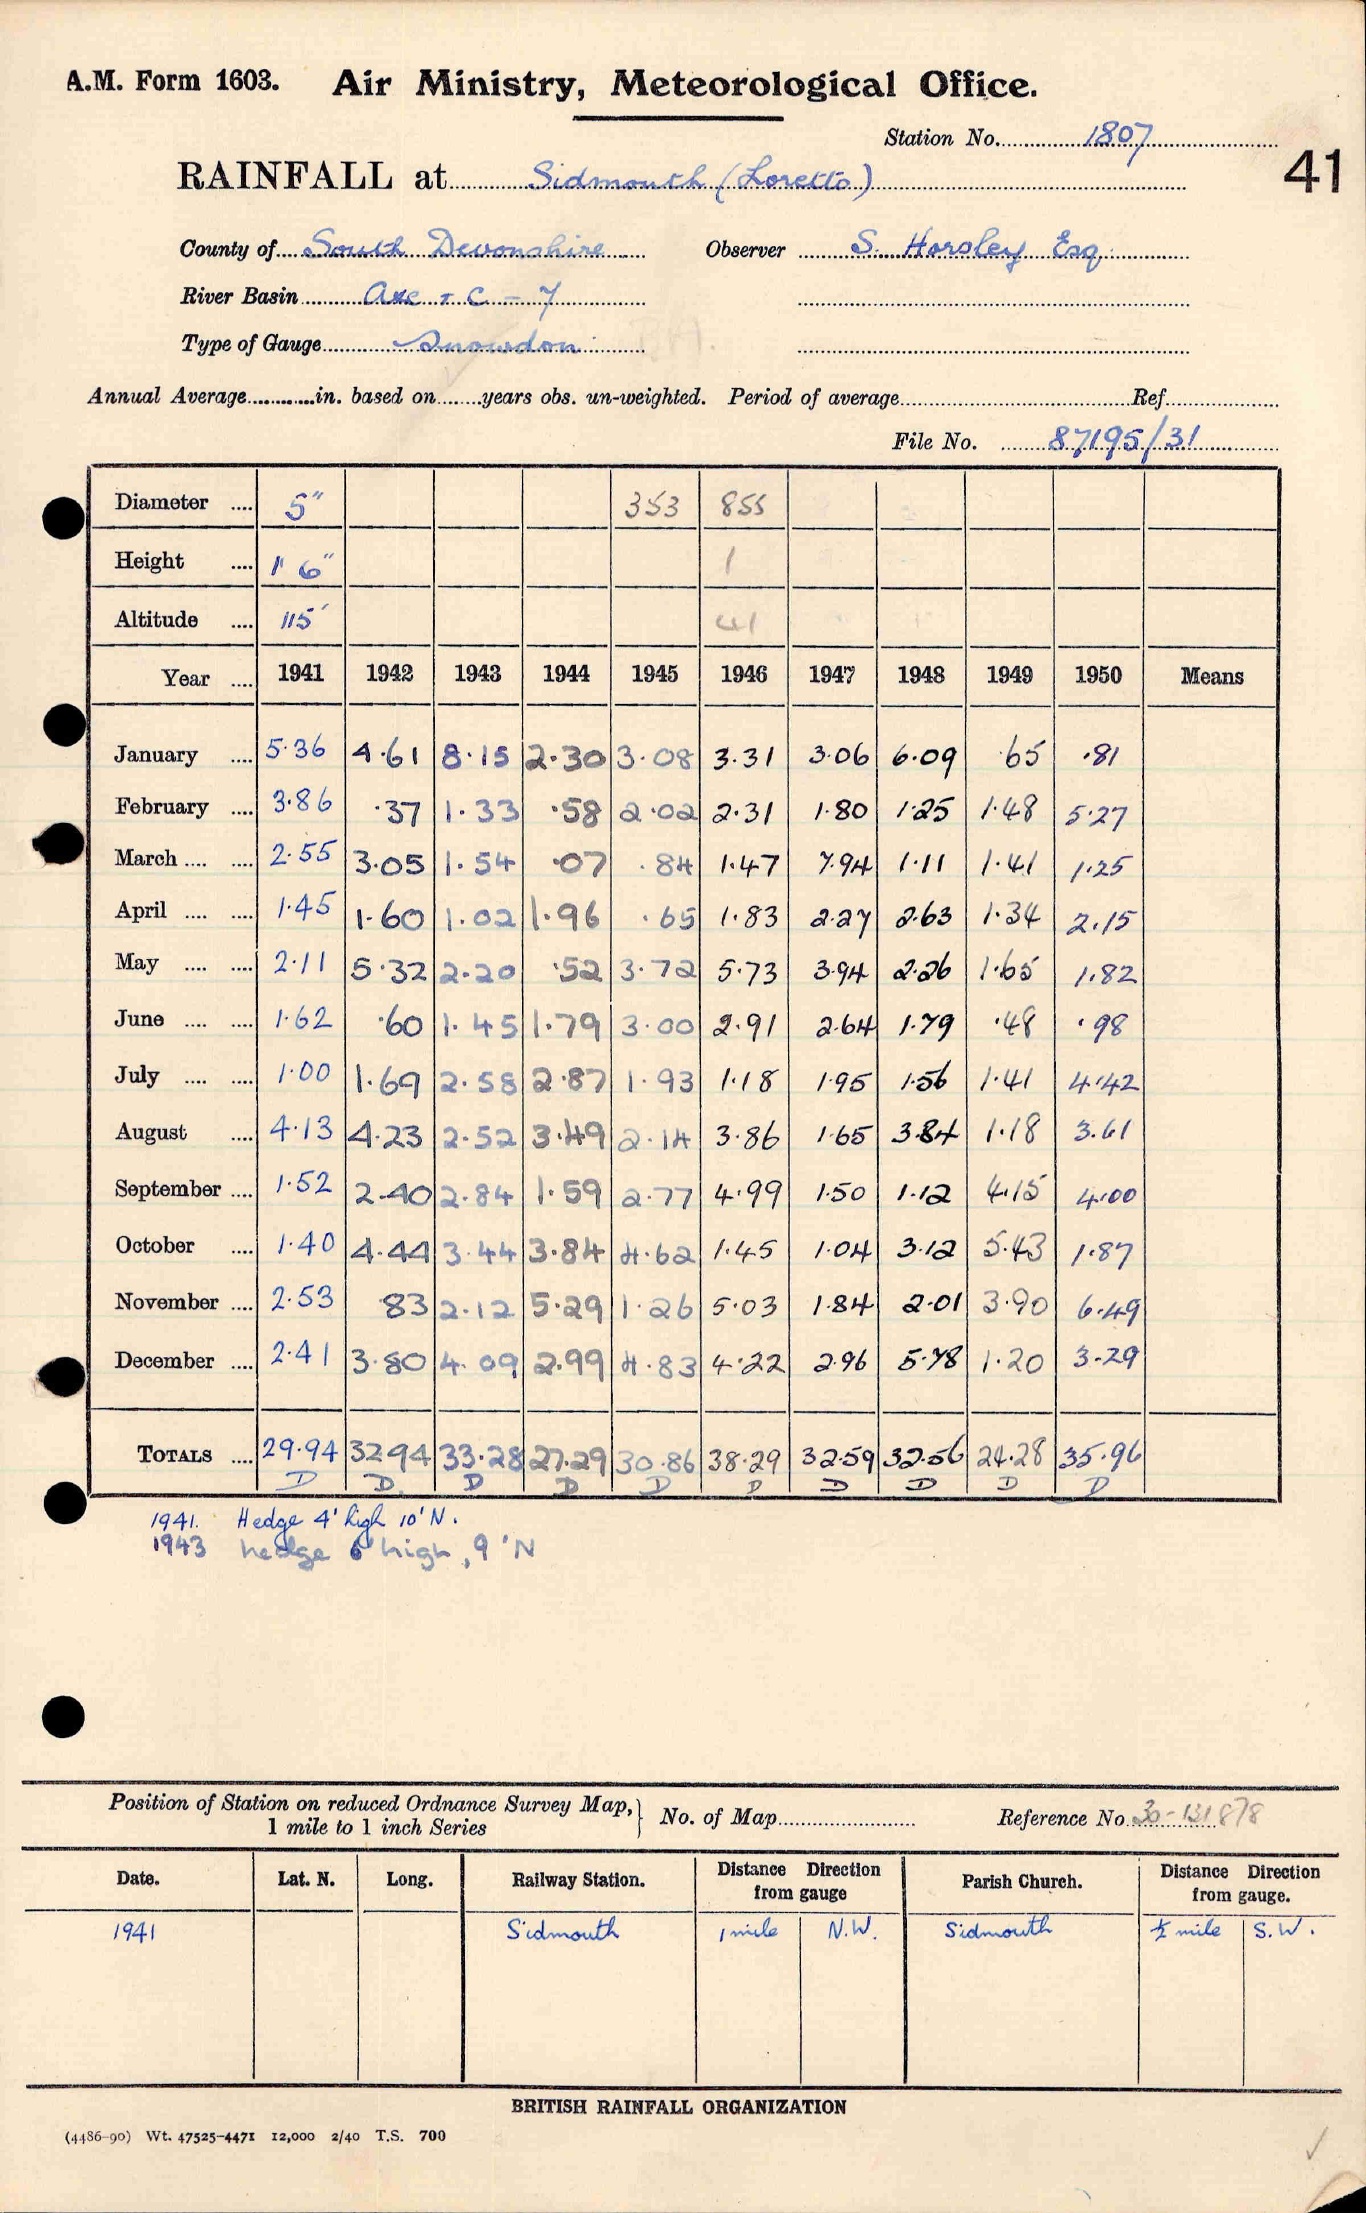 A.M. Form 1603. Air Ministry, Meteorological Office.
Station No. 1807
41
RAINFALL at Sidmouth (Loretto)
County of South Devonshire Observer S. Horsley Esq.
River Basin Axe + C - 7
Type of Gauge Snowdon
Annual Average in. based on years obs. un-weighted. Period of average Ref
File No. 87195/31
Diameter 5" 353 855
Height 1' 6" 1
Altitude 115' 41
Year 1941 1942 1943 1944 1945 1946 1947 1948 1949 1950 Means
January 5.36 4.61 8.15 2.30 3.08 3.31 3.06 6.09 .65 .81
February 3.86 .37 1.33 .58 2.02 2.31 1.80 1.25 1.48 5.27
March 2.55 3.05 1.54 .07 .84 1.47 7.94 1.11 1.41 1.25
April 1.45 1.60 1.02 1.96 .65 1.83 2.27 2.63 1.34 2.15
May 2.11 5.32 2.20 .52 3.72 5.73 3.94 2.26 1.65 1.82
June 1.62 .60 1.45 1.79 3.00 2.91 2.64 1.79 .48 .98
July 1.00 1.69 2.58 2.87 1.93 1.18 1.95 1.56 1.41 4.42
August 4.13 4.23 2.52 3.49 2.14 3.86 1.65 3.84 1.18 3.61
September 1.52 2.40 2.84 1.59 2.77 4.99 1.50 1.12 4.15 4.00
October 1.40 4.44 3.44 3.84 4.62 1.45 1.04 3.12 5.43 1.87
November 2.53 .83 2.12 5.29 1.26 5.03 1.84 2.01 3.90 6.49
December 2.41 3.80 4.09 2.99 4.83 4.22 2.96 5.78 1.20 3.29
TOTALS 29.94 32.94 33.28 27.29 30.86 38.29 32.59 32.56 24.28 35.96
D D D D D D D D D D
1941. Hedge 4' high 10' N.
1943 hedge 6' high, 9' N
Position of Station on reduced Ordnance Survey Map, 1 mile to 1 inch Series No. of Map Reference No. 30-131878
Date. Lat. N. Long. Railway Station. Distance Direction from gauge Parish Church. Distance Direction from gauge.
1941 Sidmouth 1 mile N.W. Sidmouth ½ mile S.W.
BRITISH RAINFALL ORGANIZATION
(4486-90) Wt. 47525-4471 12,000 2/40 T.S. 700